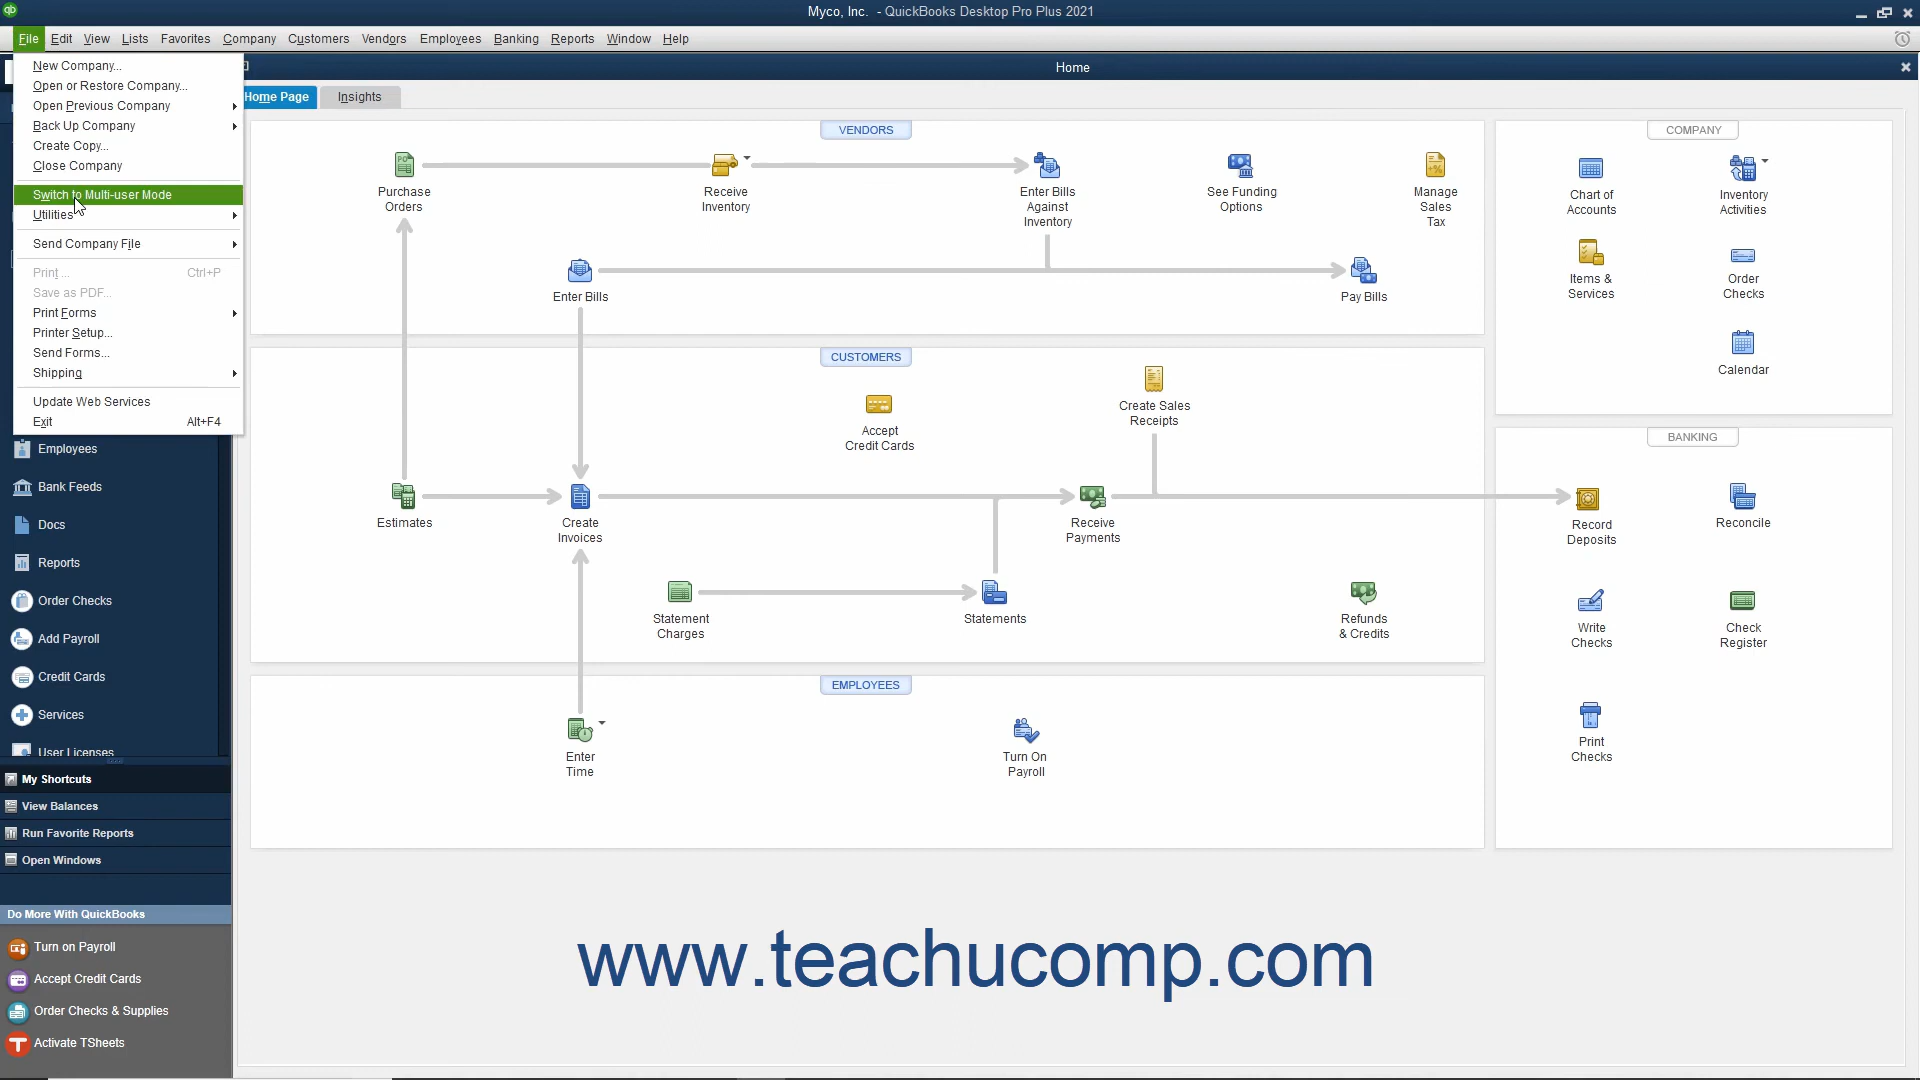 qb
Myco, Inc. - QuickBooks Desktop Pro Plus 2021
File Edit View Lists Favorites Company Customers Vendors Employees Banking Reports Window Help
New Company...
Open or Restore Company...
Open Previous Company
Back Up Company
Create Copy...
Close Company
Switch to Multi-user Mode
Utilities
Send Company File
Print ... Ctrl+P
Save as PDF...
Print Forms
Printer Setup...
Send Forms...
Shipping
Update Web Services
Exit Alt+F4
Employees
Bank Feeds
Docs
Reports
Order Checks
Add Payroll
Credit Cards
Services
User Licenses
My Shortcuts
View Balances
Run Favorite Reports
Open Windows
Do More With QuickBooks
Turn on Payroll
Accept Credit Cards
Order Checks & Supplies
Activate TSheets
Home
Home Page Insights
VENDORS
Purchase
Orders
Receive
Inventory
Enter Bills
Against
Inventory
See Funding
Options
Manage
Sales
Tax
Enter Bills
Pay Bills
CUSTOMERS
Accept
Credit Cards
Create Sales
Receipts
Estimates
Create
Invoices
Receive
Payments
Statement
Charges
Statements
Refunds
& Credits
EMPLOYEES
Enter
Time
Turn On
Payroll
COMPANY
Chart of
Accounts
Inventory
Activities
Items &
Services
Order
Checks
Calendar
BANKING
Record
Deposits
Reconcile
Write
Checks
Check
Register
Print
Checks
www.teachucomp.com